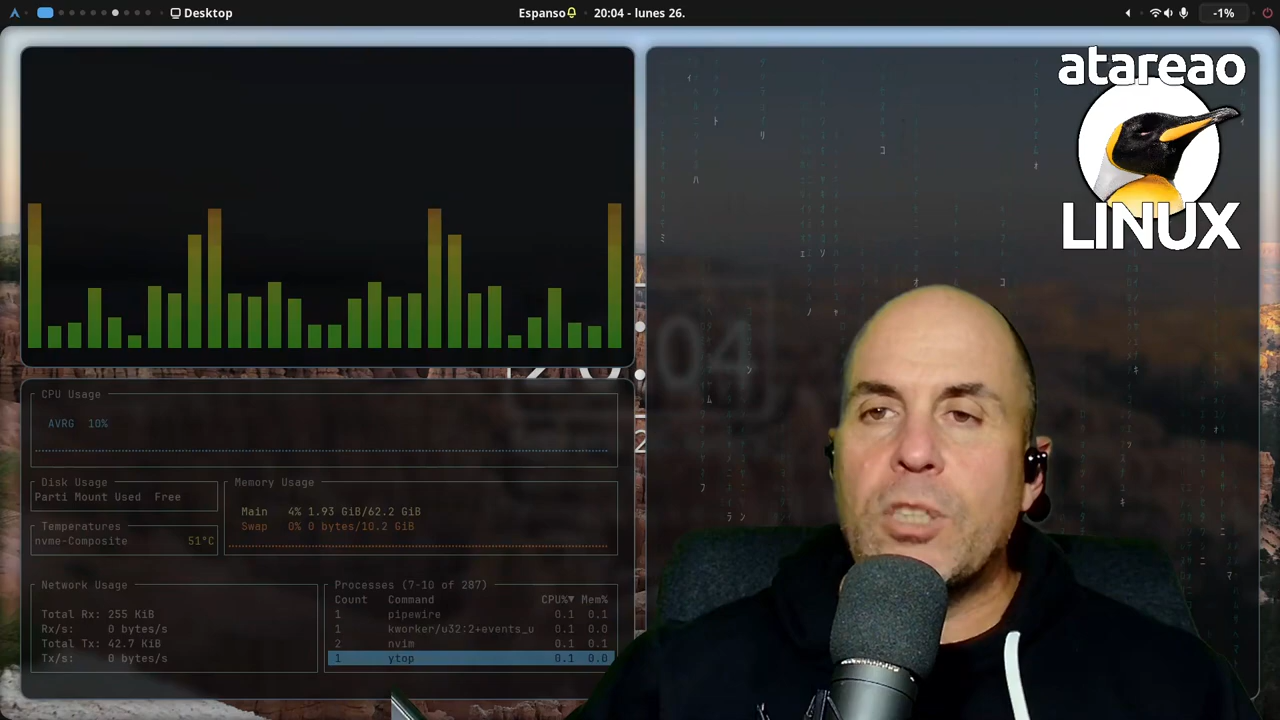 Desktop
Espanso
20:04 - lunes 26.
-1%
atareao
LINUX
CPU Usage
AVRG 10%
Disk Usage
Parti Mount Used Free
Memory Usage
Main 4% 1.93 GiB/62.2 GiB
Swap 0% 0 bytes/10.2 GiB
Temperatures
nvme-Composite 51°C
Network Usage
Total Rx: 255 KiB
Rx/s: 0 bytes/s
Total Tx: 42.7 KiB
Tx/s: 0 bytes/s
Processes (7-10 of 287)
Count Command CPU%▼ Mem%
1 pipewire 0.1 0.1
1 kworker/u32:2+events_u 0.1 0.0
2 nvim 0.1 0.1
1 ytop 0.1 0.0